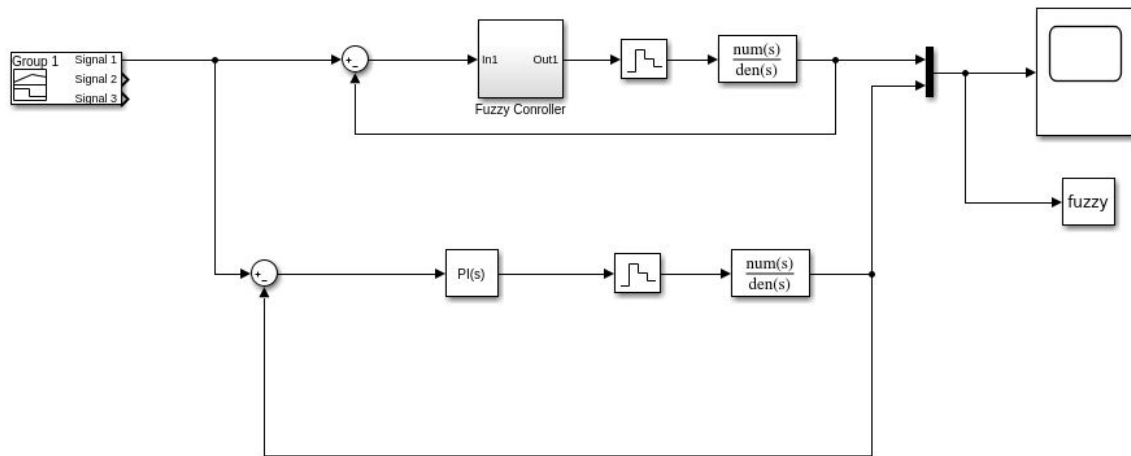 Group 1
Signal 1
Signal 2
Signal 3
+
−
In1
Out1
Fuzzy Conroller
num(s)
den(s)
fuzzy
+
−
PI(s)
num(s)
den(s)